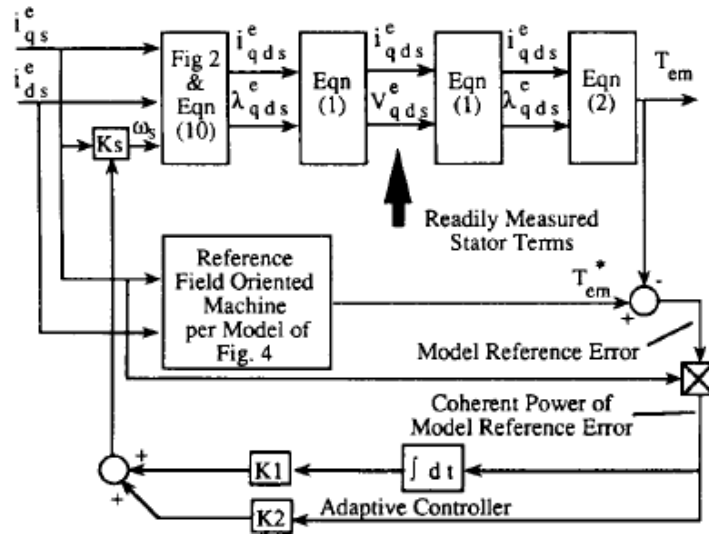 i^e_qs
i^e_ds
Ks
ω_s
Fig 2
&
Eqn
(10)
i^e_qds
λ^e_qds
Eqn
(1)
i^e_qds
V^e_qds
Eqn
(1)
i^e_qds
λ^e_qds
Eqn
(2)
T_em
Readily Measured
Stator Terms
Reference
Field Oriented
Machine
per Model of
Fig. 4
T_em^*
-
+
Model Reference Error
Coherent Power of
Model Reference Error
+
+
K1
∫ d t
K2
Adaptive Controller